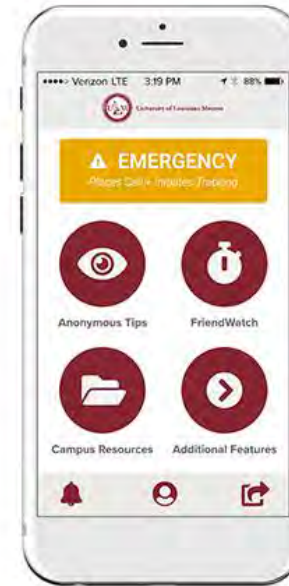 Verizon LTE 3:19 PM 88%
University of Louisiana Monroe
EMERGENCY
Places Call + Initiates Tracking
Anonymous Tips FriendWatch
Campus Resources Additional Features